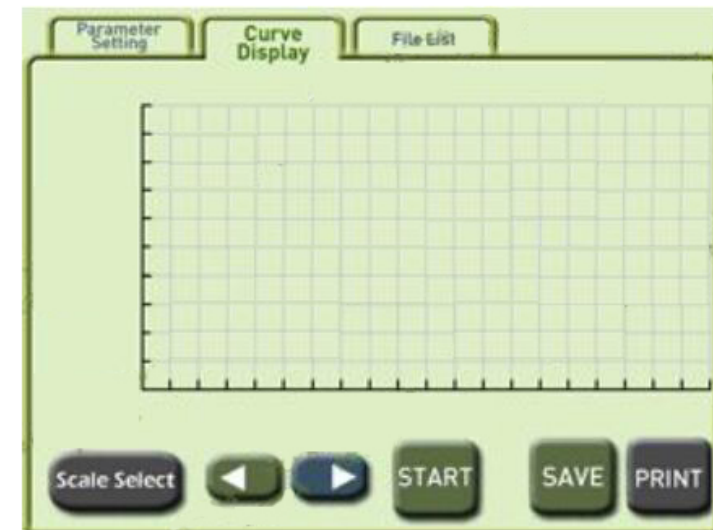 Parameter
Setting
Curve
Display
File List
Scale Select
START
SAVE
PRINT